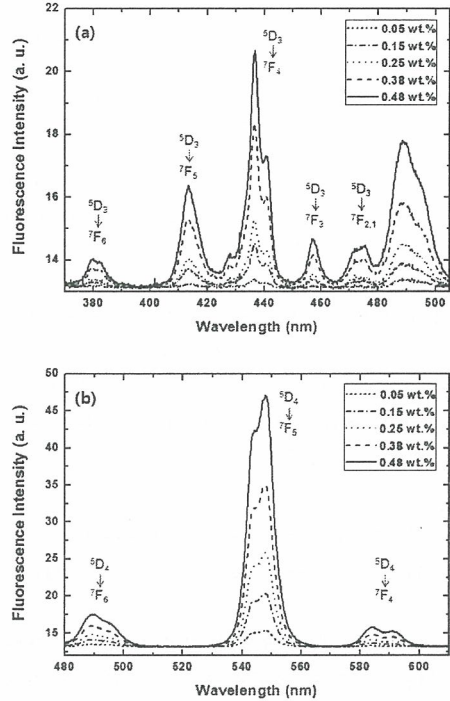 (a)
⁵D₃
⁷F₆
⁵D₃
⁷F₅
⁵D₃
⁷F₄
⁵D₃
⁷F₃
⁵D₃
⁷F₂,₁
0.05 wt.%
0.15 wt.%
0.25 wt.%
0.38 wt.%
0.48 wt.%
Fluorescence Intensity (a. u.)
22
20
18
16
14
380
400
420
440
460
480
500
Wavelength (nm)
(b)
⁵D₄
⁷F₆
⁵D₄
⁷F₅
⁵D₄
⁷F₄
0.05 wt.%
0.15 wt.%
0.25 wt.%
0.38 wt.%
0.48 wt.%
Fluorescence Intensity (a. u.)
50
45
40
35
30
25
20
15
480
500
520
540
560
580
600
Wavelength (nm)